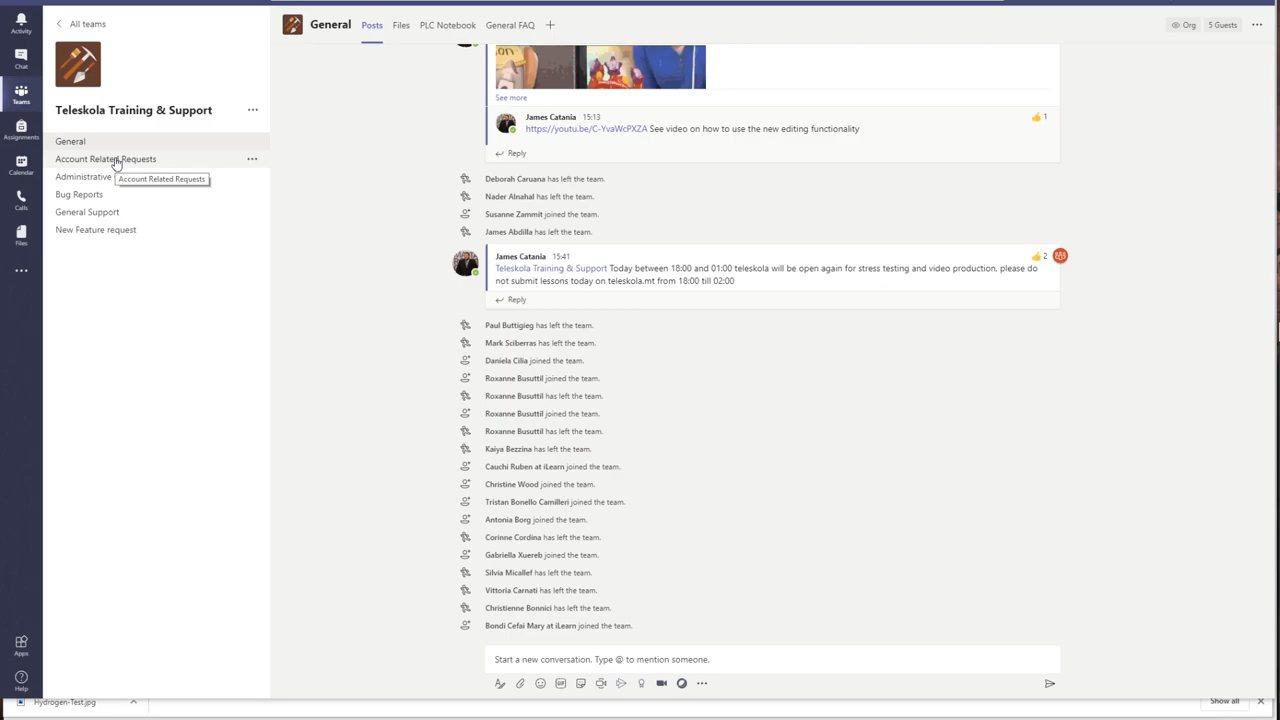 Activity
Chat
Teams
Assignments
Calendar
Calls
Files
Apps
Help
All teams
Teleskola Training & Support
General
Account Related Requests
Administrative
Account Related Requests
Bug Reports
General Support
New Feature request
General
Posts
Files
PLC Notebook
General FAQ
Org
5 Guests
See more
James Catania 15:13
1
https://youtu.be/C-YvaWcPXZA See video on how to use the new editing functionality
Reply
Deborah Caruana has left the team.
Nader Alnahal has left the team.
Susanne Zammit joined the team.
James Abdilla has left the team.
James Catania 15:41
2
Teleskola Training & Support Today between 18:00 and 01:00 teleskola will be open again for stress testing and video production, please do
not submit lessons today on teleskola.mt from 18:00 till 02:00
Reply
Paul Buttigieg has left the team.
Mark Sciberras has left the team.
Daniela Cilia joined the team.
Roxanne Busuttil joined the team.
Roxanne Busuttil has left the team.
Roxanne Busuttil joined the team.
Roxanne Busuttil has left the team.
Kaiya Bezzina has left the team.
Cauchi Ruben at iLearn joined the team.
Christine Wood joined the team.
Tristan Bonello Camilleri joined the team.
Antonia Borg joined the team.
Corinne Cordina has left the team.
Gabriella Xuereb joined the team.
Silvia Micallef has left the team.
Vittoria Carnati has left the team.
Christienne Bonnici has left the team.
Bondi Cefai Mary at iLearn joined the team.
Start a new conversation. Type @ to mention someone.
GIF
Hydrogen-Test.jpg
Show all